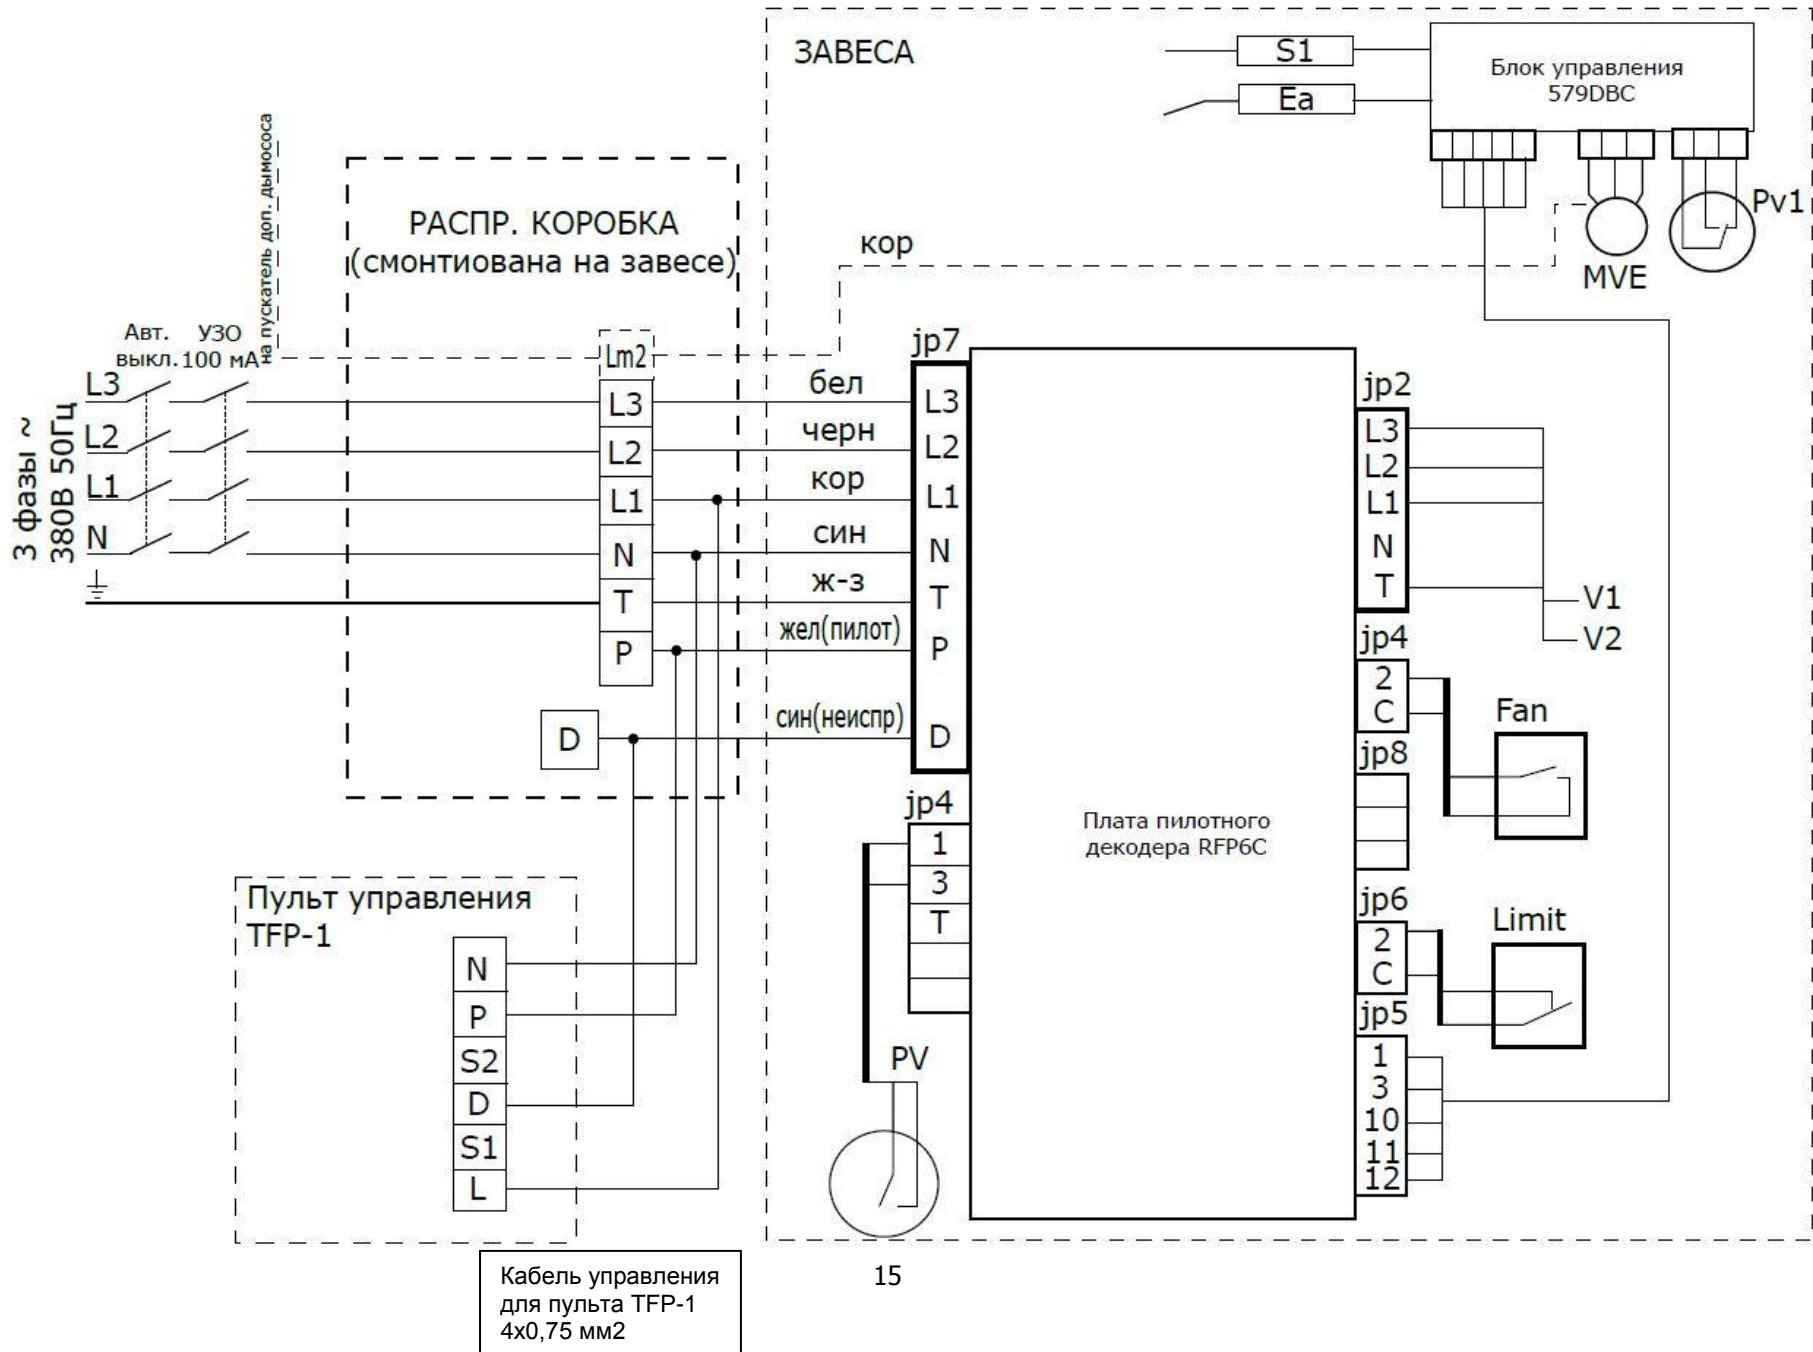 ЗАВЕСА
S1
Ea
Блок управления
579DBC
Pv1
MVE
на пускатель доп. дымососа
РАСПР. КОРОБКА
(смонтиована на завесе)
кор
Авт.
выкл.
УЗО
100 мА
3 фазы ~
380В 50Гц
L3
L2
L1
N
Lm2
L3
L2
L1
N
T
P
D
бел
черн
кор
син
ж-з
жел(пилот)
син(неиспр)
jp7
L3
L2
L1
N
T
P
D
jp4
1
3
T
PV
Плата пилотного
декодера RFP6C
jp2
L3
L2
L1
N
T
V1
V2
jp4
2
C
Fan
jp8
jp6
2
C
Limit
jp5
1
3
10
11
12
Пульт управления
TFP-1
N
P
S2
D
S1
L
Кабель управления
для пульта TFP-1
4x0,75 мм2
15